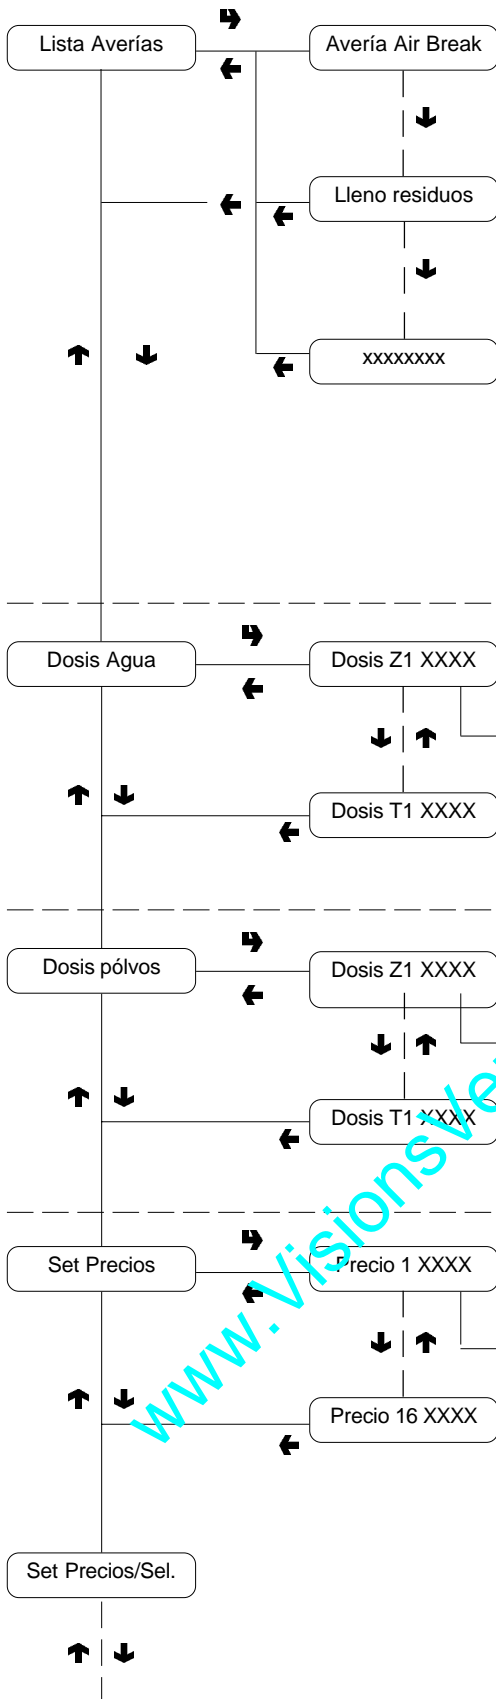 Lista Averías
Avería Air Break
Lleno residuos
xxxxxxxx
Dosis Agua
Dosis Z1 XXXX
Dosis T1 XXXX
Dosis pólvos
Dosis Z1 XXXX
Dosis T1 XXXX
Set Precios
Precio 1 XXXX
Precio 16 XXXX
Set Precios/Sel.
www.VisionsVe